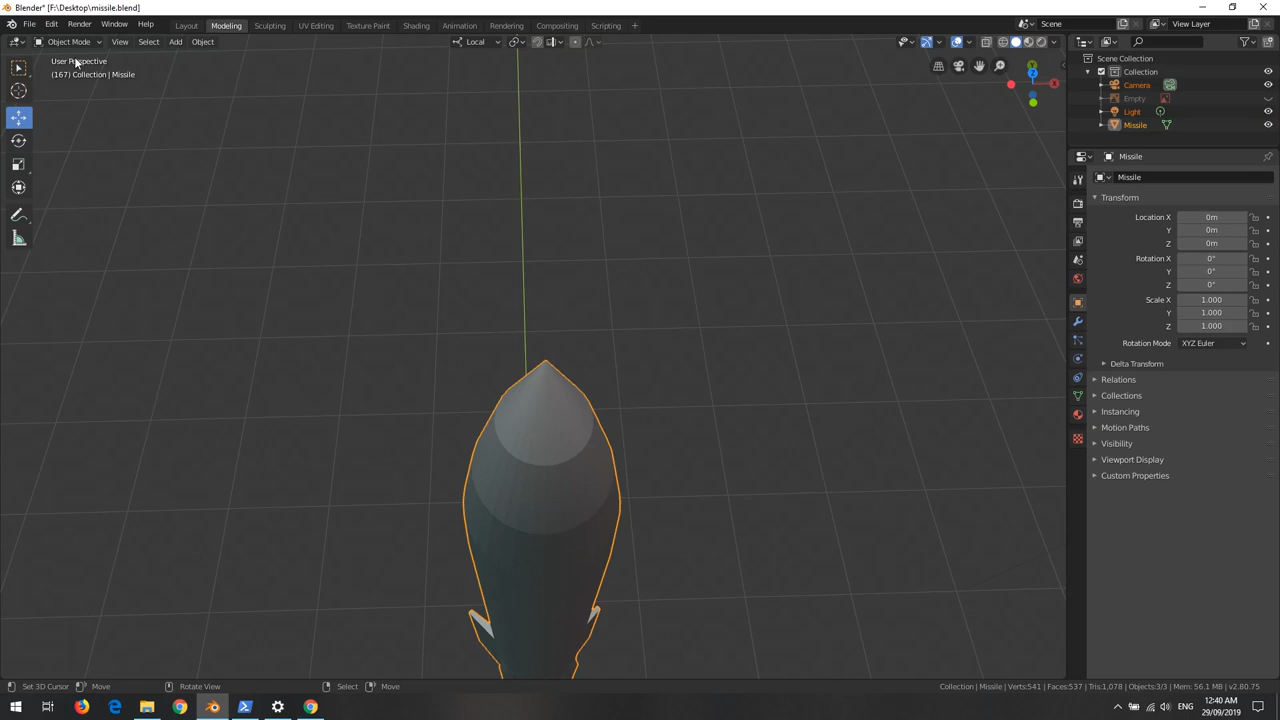 Blender* [F:\Desktop\missile.blend]
File Edit Render Window Help Layout Modeling Sculpting UV Editing Texture Paint Shading Animation Rendering Compositing Scripting + Scene View Layer
Object Mode View Select Add Object Local
User Perspective
(167) Collection | Missile
Y
Z
X
Scene Collection
Collection
Camera
Empty
Light
Missile
Missile
Missile
Transform
Location X 0m
Y 0m
Z 0m
Rotation X 0°
Y 0°
Z 0°
Scale X 1.000
Y 1.000
Z 1.000
Rotation Mode XYZ Euler
Delta Transform
Relations
Collections
Instancing
Motion Paths
Visibility
Viewport Display
Custom Properties
Set 3D Cursor Move Rotate View Select Move Collection | Missile | Verts:541 | Faces:537 | Tris:1,078 | Objects:3/3 | Mem: 56.1 MB | v2.80.75
ENG 12:40 AM
29/09/2019